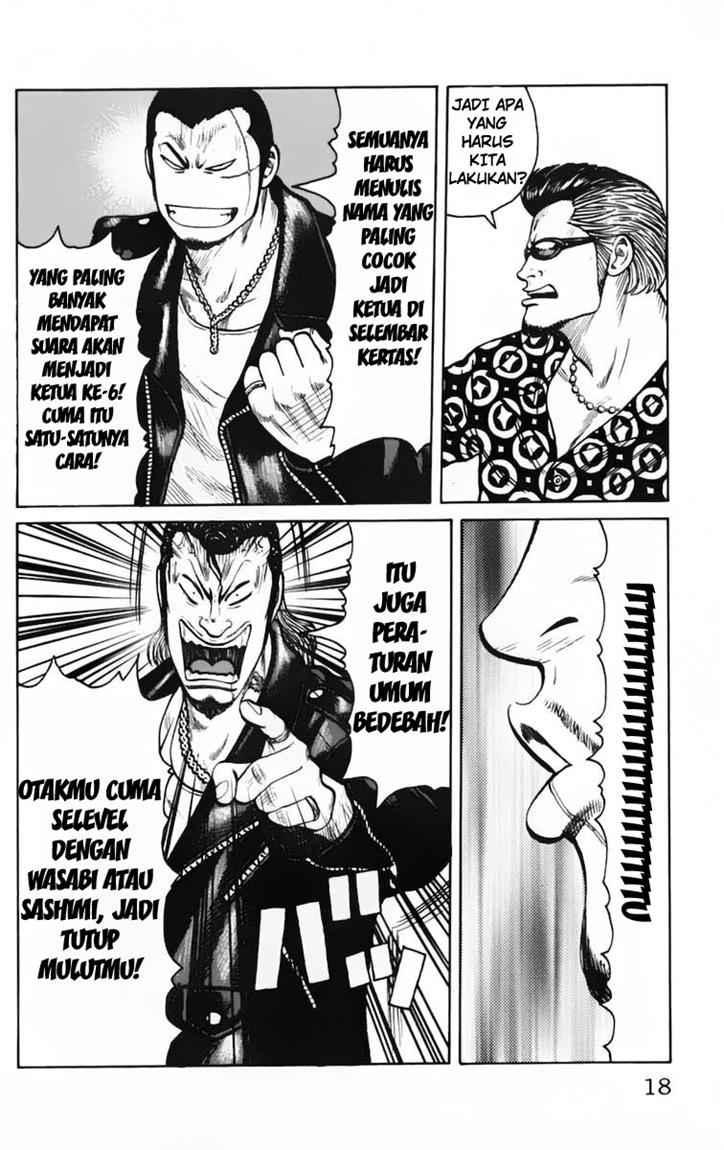 JADI APA
YANG
HARUS
KITA
LAKUKAN?
SEMUANYA
HARUS
MENULIS
NAMA YANG
PALING
COCOK
JADI
KETUA DI
SELEMBAR
KERTAS!
YANG PALING
BANYAK
MENDAPAT
SUARA AKAN
MENJADI
KETUA KE-6!
CUMA ITU
SATU-SATUNYA
CARA!
ITU
JUGA
PERA-
TURAN
UMUM
BEDEBAH!
OTAKMU CUMA
SELEVEL
DENGAN
WASABI ATAU
SASHIMI, JADI
TUTUP
MULUTMU!
バッ
18